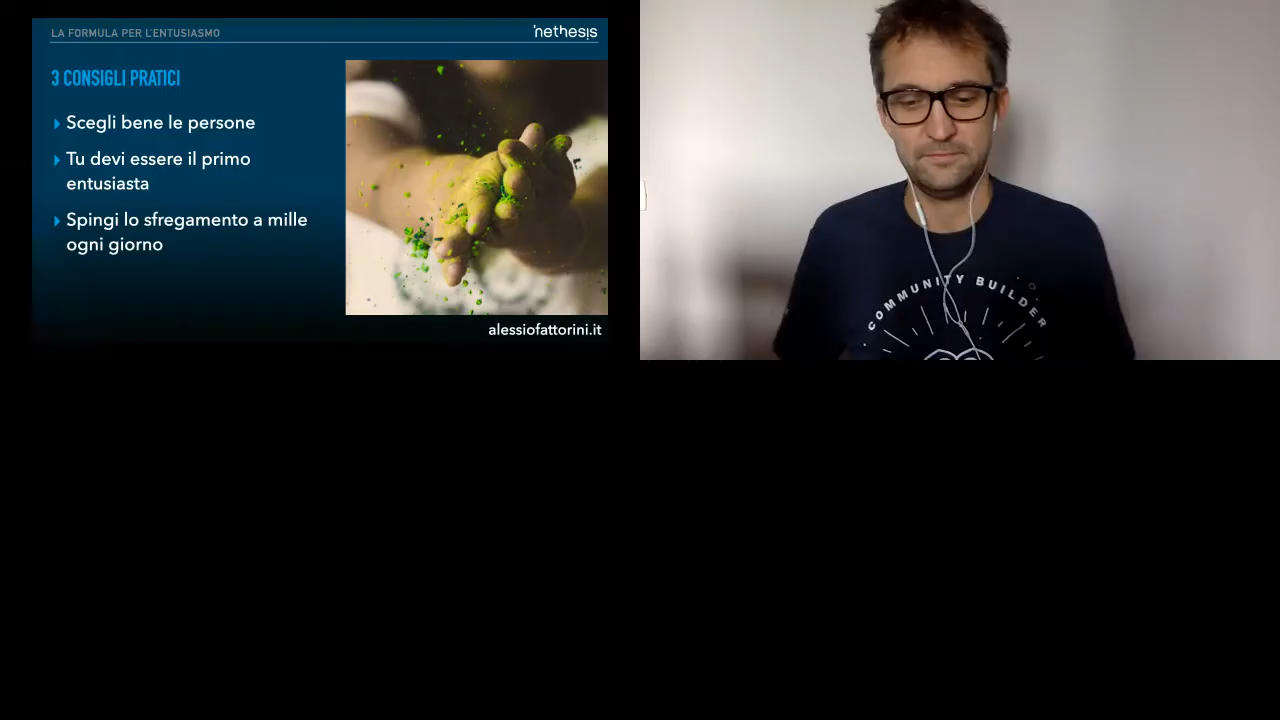 LA FORMULA PER L'ENTUSIASMO
nethesis
3 CONSIGLI PRATICI
Scegli bene le persone
Tu devi essere il primo
entusiasta
Spingi lo sfregamento a mille
ogni giorno
alessiofattorini.it
COMMUNITY BUILDER